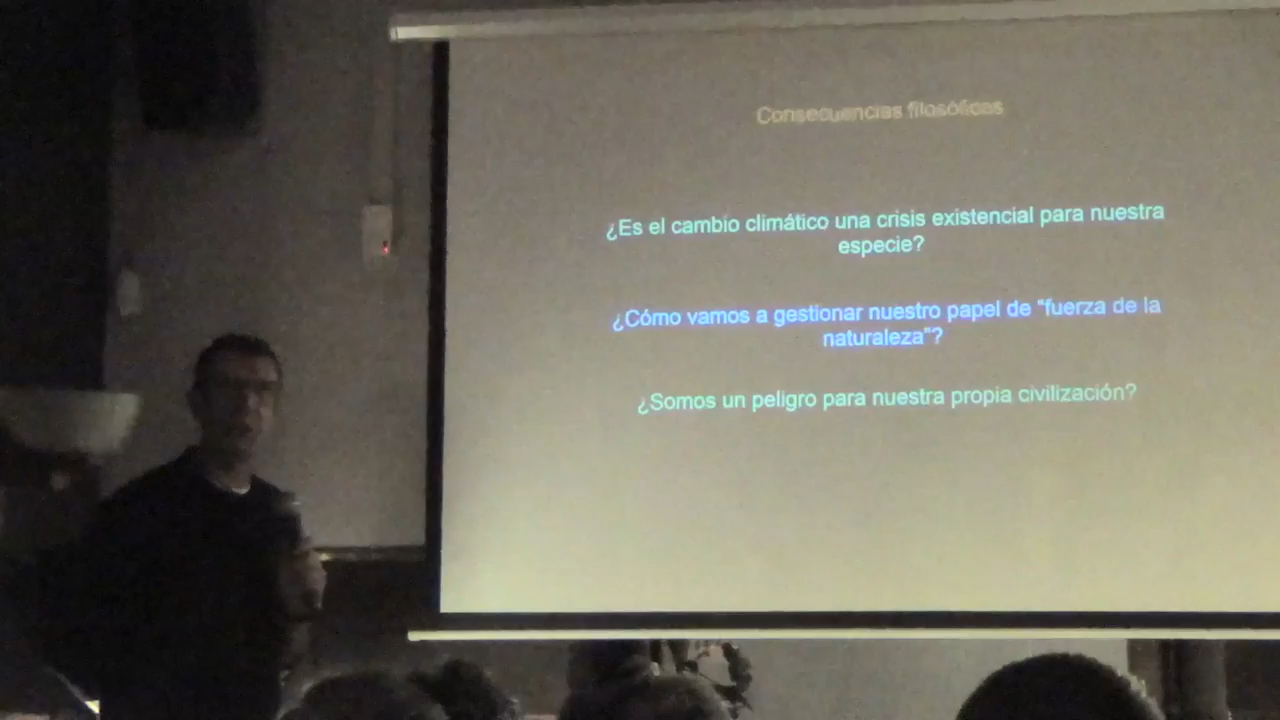 Consecuencias filosóficas
¿Es el cambio climático una crisis existencial para nuestra
especie?
¿Cómo vamos a gestionar nuestro papel de "fuerza de la
naturaleza"?
¿Somos un peligro para nuestra propia civilización?